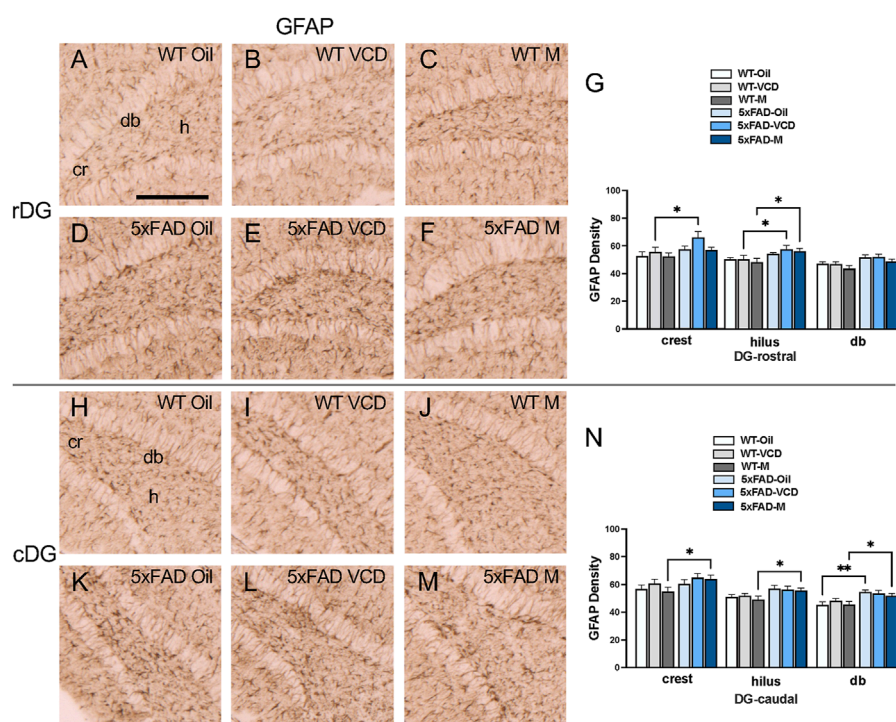 GFAP
A WT Oil
db
h
cr
B WT VCD
C WT M
rDG
D 5xFAD Oil
E 5xFAD VCD
F 5xFAD M
G
WT-Oil
WT-VCD
WT-M
5xFAD-Oil
5xFAD-VCD
5xFAD-M
GFAP Density
100
80
60
40
20
0
*
*
*
crest hilus db
DG-rostral
H WT Oil
cr
db
h
I WT VCD
J WT M
cDG
K 5xFAD Oil
L 5xFAD VCD
M 5xFAD M
N
WT-Oil
WT-VCD
WT-M
5xFAD-Oil
5xFAD-VCD
5xFAD-M
GFAP Density
100
80
60
40
20
0
*
*
**
*
crest hilus db
DG-caudal